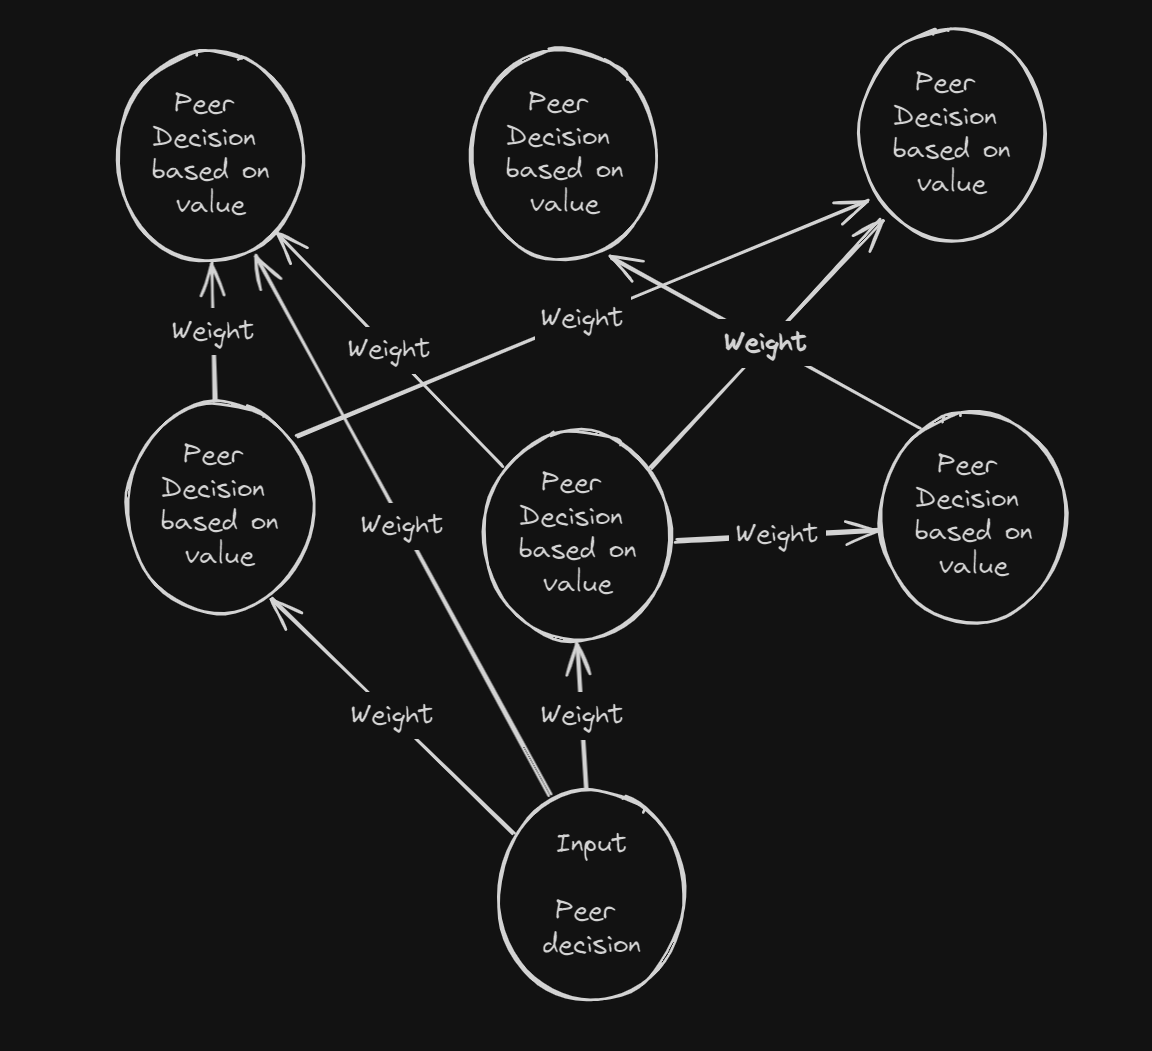 Peer
Decision
based on
value
Peer
Decision
based on
value
Peer
Decision
based on
value
Weight
Weight
Weight
Weight
Peer
Decision
based on
value
Peer
Decision
based on
value
Peer
Decision
based on
value
Weight
Weight
Weight
Weight
Input
Peer
decision